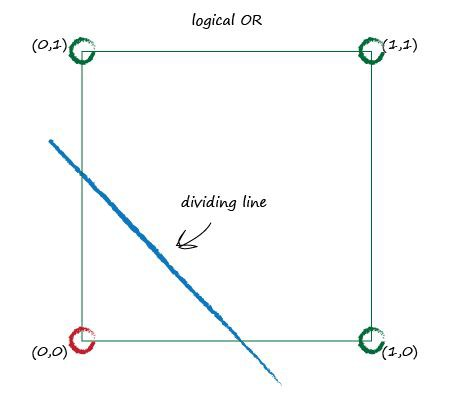 logical OR
(0,1)
(1,1)
dividing line
(0,0)
(1,0)